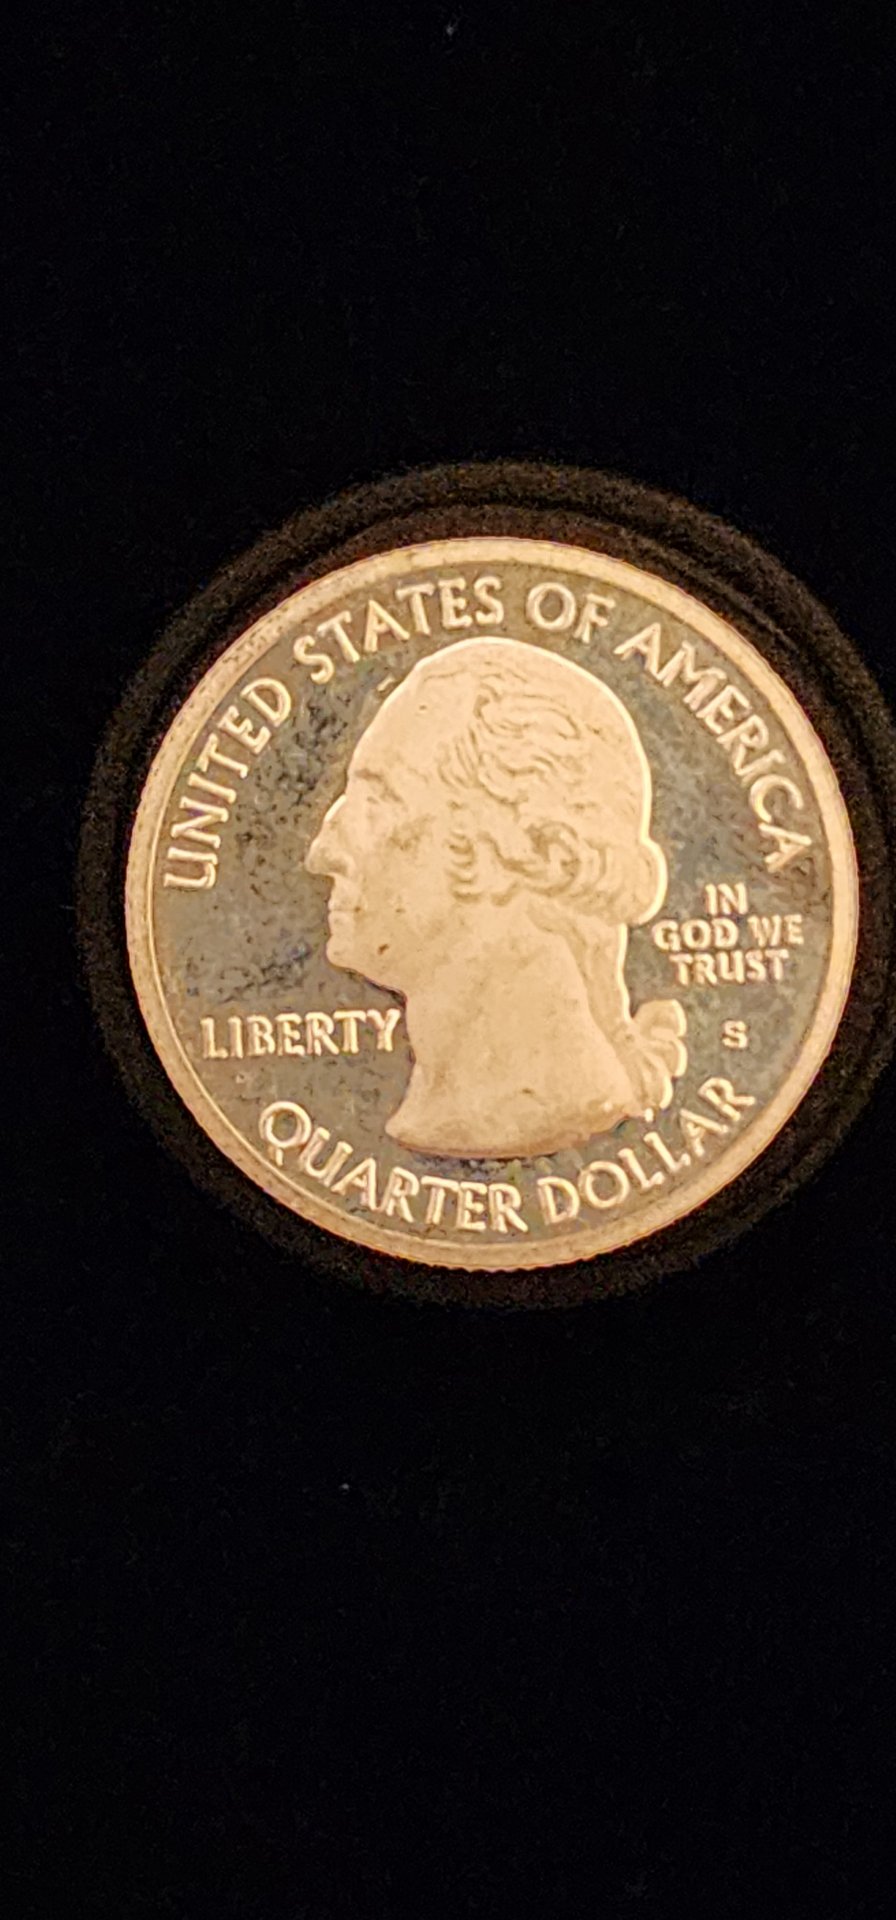 UNITED STATES OF AMERICA
IN
GOD WE
TRUST
LIBERTY
S
QUARTER DOLLAR